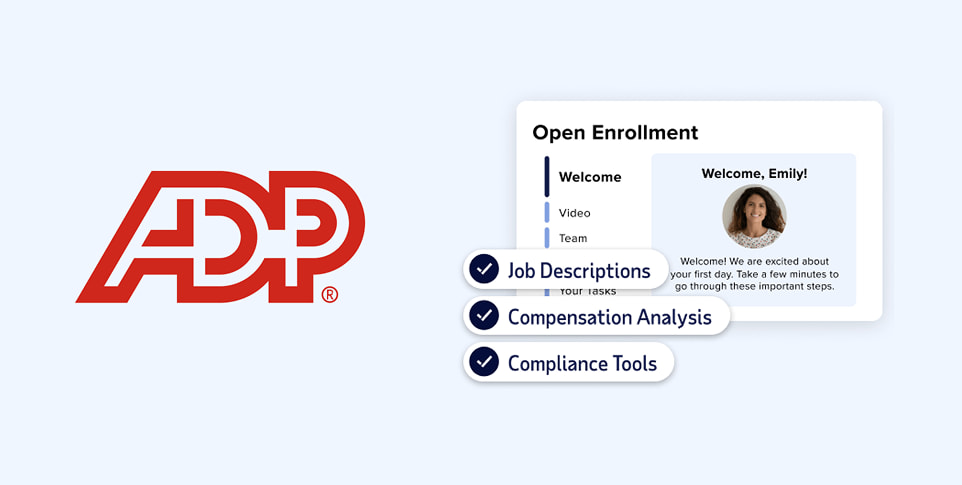 ADP®
Open Enrollment
Welcome
Video
Team
Your Tasks
Welcome, Emily!
Welcome! We are excited about
your first day. Take a few minutes to
go through these important steps.
Job Descriptions
Compensation Analysis
Compliance Tools